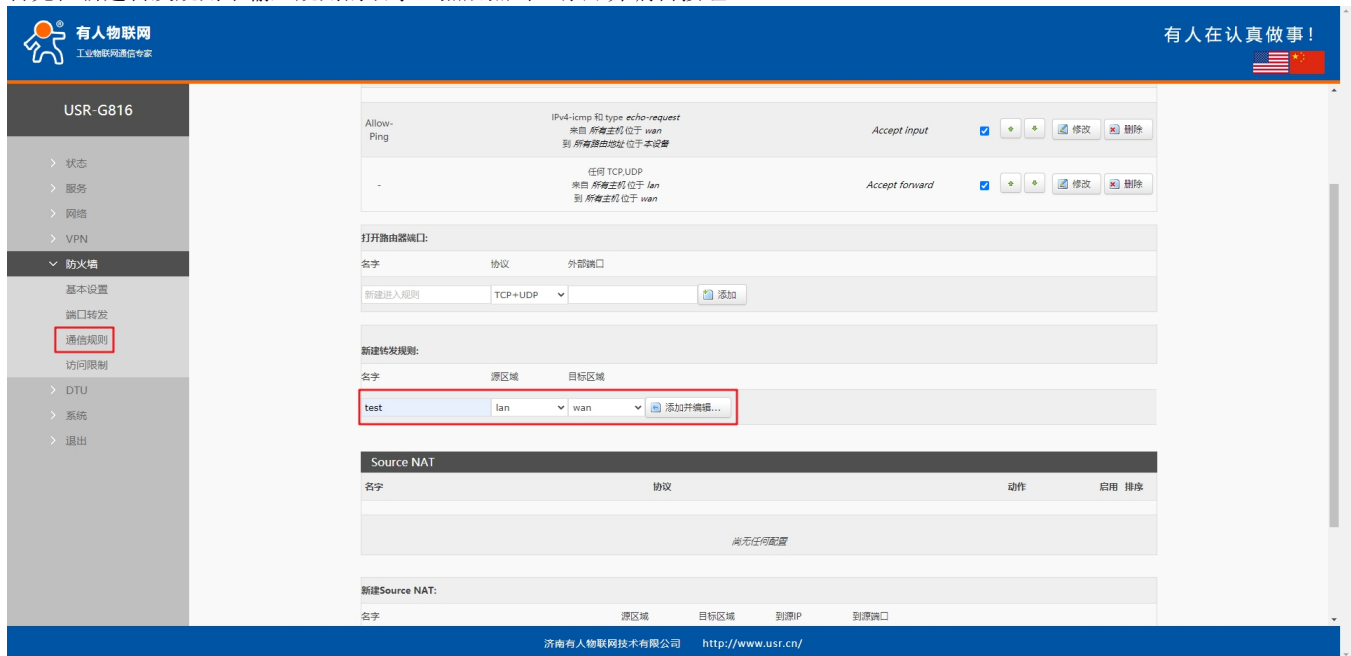 有人物联网
工业物联网通信专家
有人在认真做事！
USR-G816
状态
服务
网络
VPN
防火墙
基本设置
端口转发
通信规则
访问限制
DTU
系统
退出
Allow-
Ping
IPv4-icmp 和 type echo-request
来自 所有主机 位于 wan
到 所有路由地址 位于 本设备
Accept input
修改
删除
-
任何 TCP,UDP
来自 所有主机 位于 lan
到 所有主机 位于 wan
Accept forward
修改
删除
打开路由器端口:
名字 协议 外部端口
新建进入规则 TCP+UDP 添加
新建转发规则:
名字 源区域 目标区域
test lan wan 添加并编辑...
Source NAT
名字 协议 动作 启用 排序
尚无任何配置
新建Source NAT:
名字 源区域 目标区域 到源IP 到源端口
济南有人物联网技术有限公司 http://www.usr.cn/